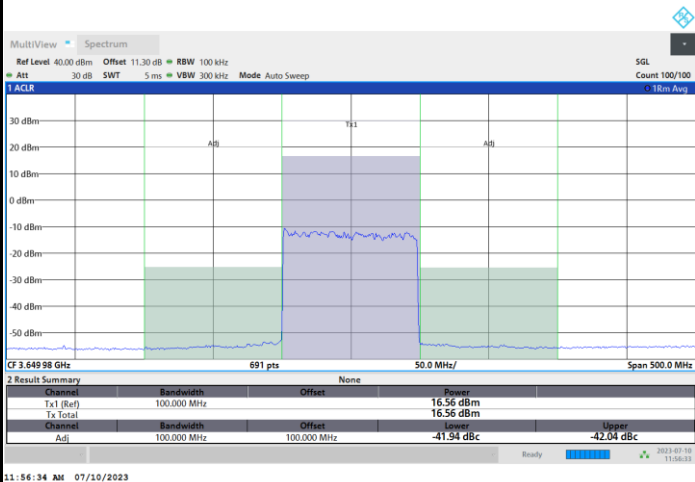 MultiView Spectrum
Ref Level 40.00 dBm Offset 11.30 dB RBW 100 kHz SGL
Att 30 dB SWT 5 ms VBW 300 kHz Mode Auto Sweep Count 100/100
1 ACLR 1Rm Avg
30 dBm
Tx1
20 dBm
Adj Adj
10 dBm
0 dBm
-10 dBm
-20 dBm
-30 dBm
-40 dBm
-50 dBm
CF 3.649 98 GHz 691 pts 50.0 MHz/ Span 500.0 MHz
2 Result Summary None
Channel Bandwidth Offset Power
Tx1 (Ref) 100.000 MHz 16.56 dBm
Tx Total 16.56 dBm
Channel Bandwidth Offset Lower Upper
Adj 100.000 MHz 100.000 MHz -41.94 dBc -42.04 dBc
Ready 2023-07-10
11:56:33
11:56:34 AM 07/10/2023